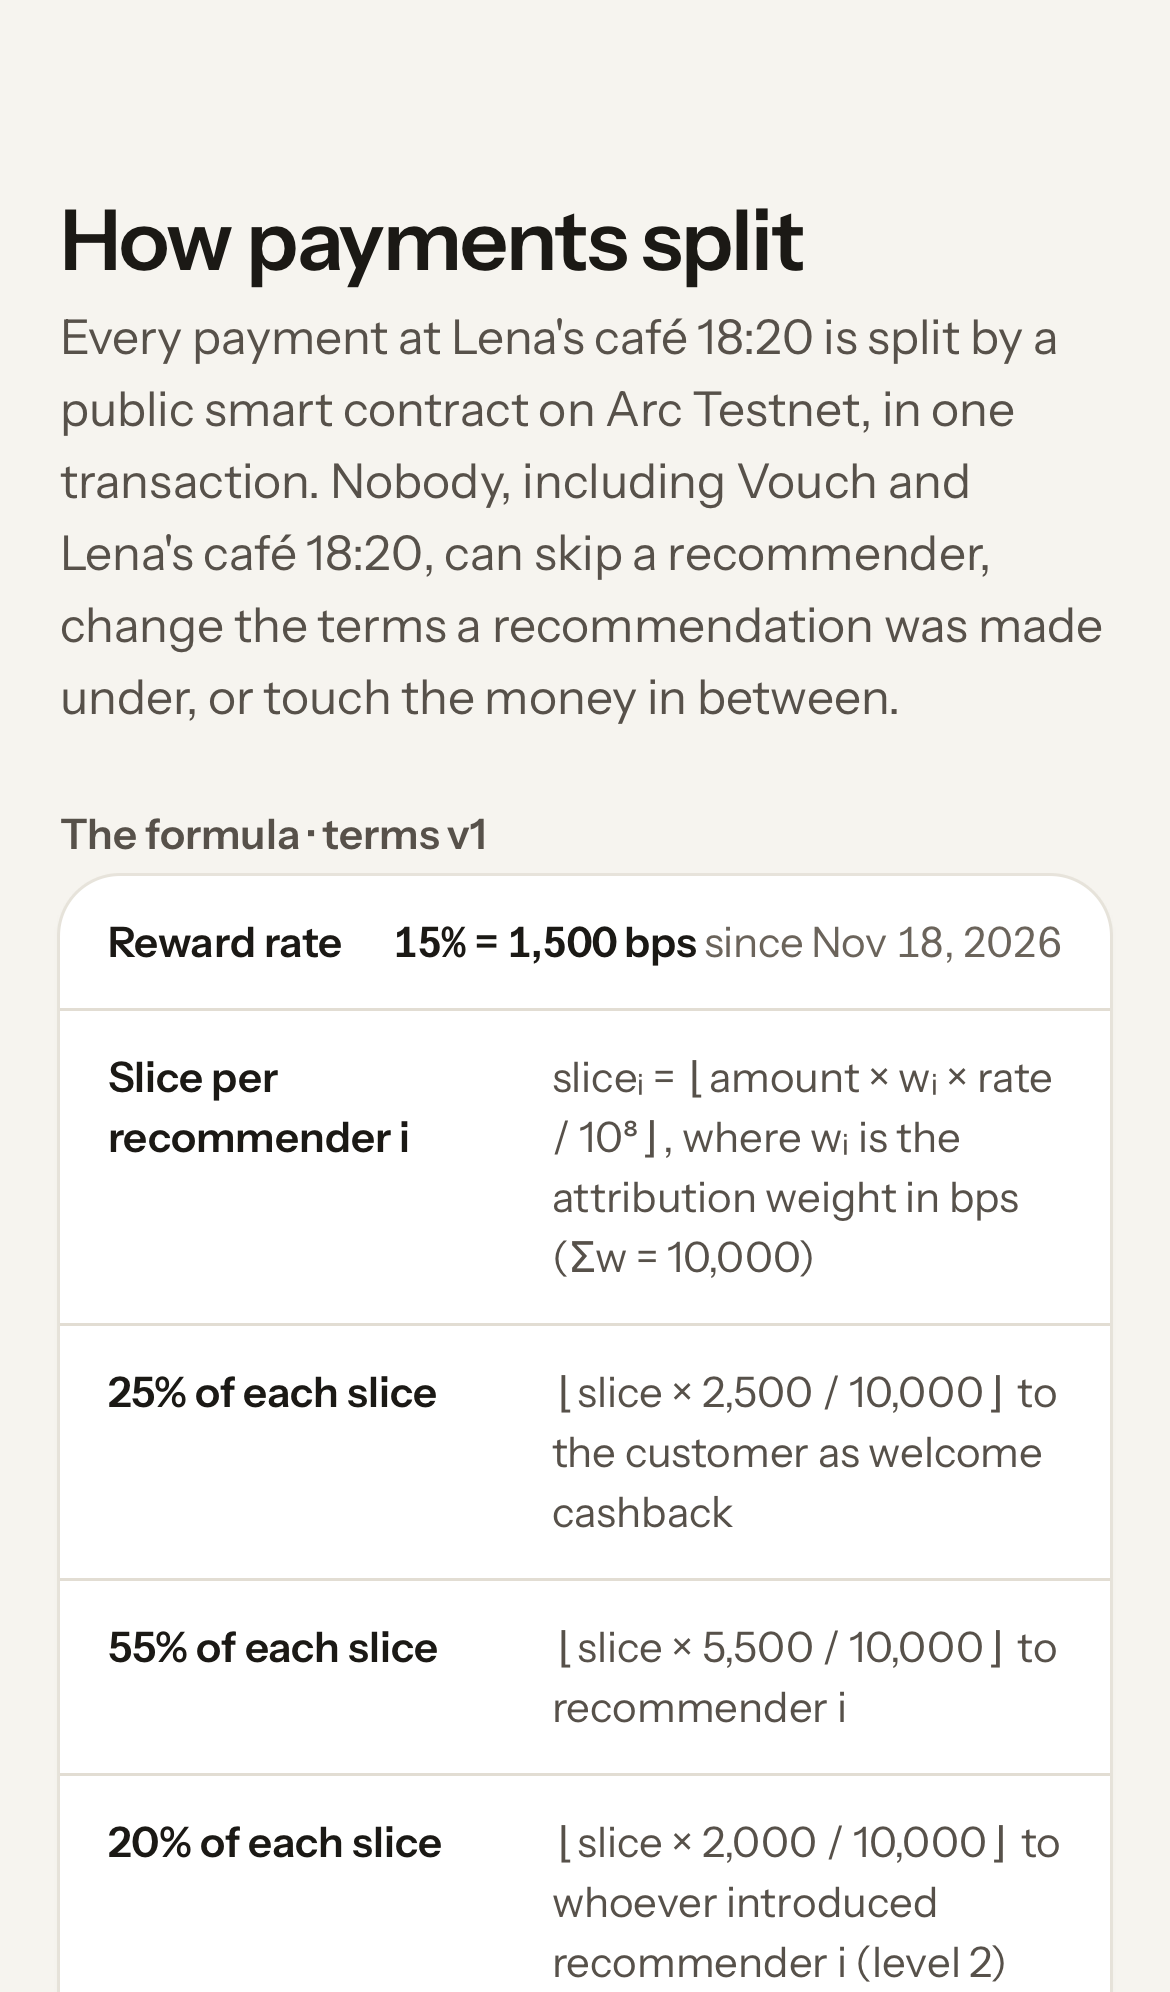 How payments split
Every payment at Lena's café 18:20 is split by a
public smart contract on Arc Testnet, in one
transaction. Nobody, including Vouch and
Lena's café 18:20, can skip a recommender,
change the terms a recommendation was made
under, or touch the money in between.
The formula · terms v1
Reward rate 15% = 1,500 bps since Nov 18, 2026
Slice per
recommender i
sliceᵢ = ⌊amount × wᵢ × rate
/ 10⁸⌋, where wᵢ is the
attribution weight in bps
(Σw = 10,000)
25% of each slice
⌊slice × 2,500 / 10,000⌋ to
the customer as welcome
cashback
55% of each slice
⌊slice × 5,500 / 10,000⌋ to
recommender i
20% of each slice
⌊slice × 2,000 / 10,000⌋ to
whoever introduced
recommender i (level 2)